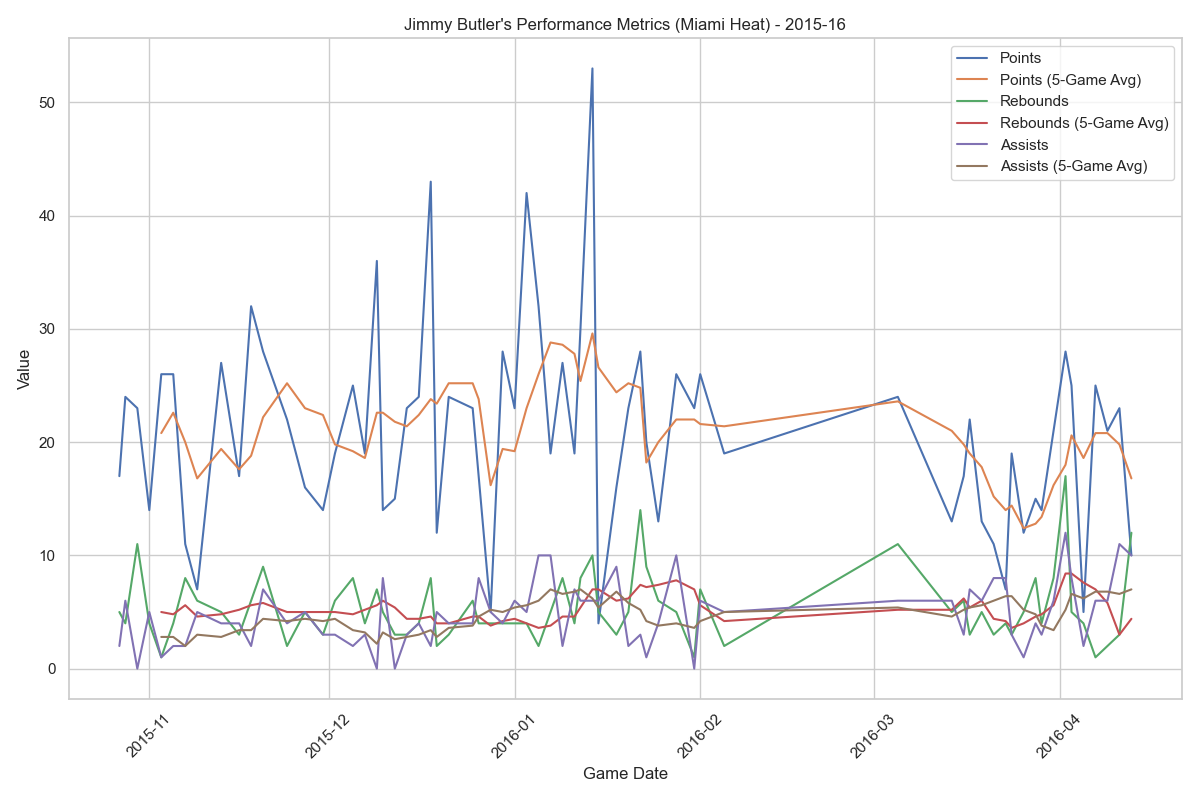 Jimmy Butler's Performance Metrics (Miami Heat) - 2015-16
Points
Points (5-Game Avg)
Rebounds
Rebounds (5-Game Avg)
Assists
Assists (5-Game Avg)
Value
50
40
30
20
10
0
2015-11
2015-12
2016-01
2016-02
2016-03
2016-04
Game Date